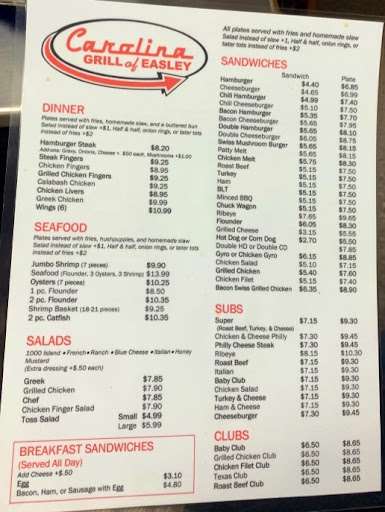 Carolina
GRILL of EASLEY
DINNER
Plates served with fries, homemade slaw, and a buttered bun
Salad instead of slaw +$1, Half & half, onion rings, or later tots
instead of fries +$2
Hamburger Steak $8.20
Add-ons: Gravy, Onions, Cheese +. $50 each, Mushrooms +$1.00
Steak Fingers $9.25
Chicken Fingers $8.95
Grilled Chicken Fingers $9.25
Calabash Chicken $9.25
Chicken Livers $8.95
Greek Chicken $9.99
Wings (6) $10.99
SEAFOOD
Plates served with fries, hushpuppies, and homemade slaw
Salad instead of slaw +$1, Half & half, onion rings, or later tots
instead of fries +$2
Jumbo Shrimp (7 pieces) $9.90
Seafood (Flounder, 3 Oysters, 3 Shrimp) $13.99
Oysters (7 pieces) $10.25
1 pc. Flounder $8.50
2 pc. Flounder $10.35
Shrimp Basket (18-21 pieces) $9.25
2 pc. Catfish $10.35
SALADS
1000 Island • French • Ranch • Blue Cheese • Italian • Honey
Mustard
(Extra dressing +$.50 each)
Greek $7.85
Grilled Chicken $7.90
Chef $7.85
Chicken Finger Salad $7.90
Toss Salad Small $4.99
Large $5.99
BREAKFAST SANDWICHES
(Served All Day)
Add Cheese +$.50
Egg $3.10
Bacon, Ham, or Sausage with Egg $4.80
All plates served with fries and homemade slaw
Salad instead of slaw +1, Half & half, onion rings, or
later tots instead of fries +$2
SANDWICHES
Sandwich Plate
Hamburger $4.40 $6.85
Cheeseburger $4.65 $6.99
Chili Hamburger $4.99 $7.40
Chili Cheeseburger $5.10 $7.50
Bacon Hamburger $5.35 $7.70
Bacon Cheeseburger $5.65 $7.95
Double Hamburger $5.65 $8.10
Double Cheeseburger $6.05 $8.75
Swiss Mushroom Burger $5.65
Patty Melt $5.65 $8.15
Chicken Melt $5.75 $8.30
Roast Beef $5.15 $7.50
Turkey $5.15 $7.50
Ham $5.15 $7.50
BLT $5.15 $7.50
Minced BBQ $5.15 $7.50
Chuck Wagon $5.15 $7.50
Ribeye $7.65 $9.65
Flounder $6.05 $8.30
Grilled Cheese $3.15 $5.55
Hot Dog or Corn Dog $2.70 $5.50
Double HD or Double CD $7.85
Gyro or Chicken Gyro $6.15 $8.85
Chicken Salad $5.10 $7.15
Grilled Chicken $5.40 $7.60
Chicken Filet $5.15 $7.50
Bacon Swiss Grilled Chicken $6.35 $8.90
SUBS
Super $7.15 $9.30
(Roast Beef, Turkey, & Cheese)
Chicken & Cheese Philly $7.30 $9.45
Philly Cheese Steak $7.30 $9.45
Ribeye $8.15 $10.30
Roast Beef $7.15 $9.30
Italian $7.15 $9.30
Baby Club $7.15 $9.30
Chicken Salad $7.15 $9.30
Turkey & Cheese $7.15 $9.30
Ham & Cheese $7.15 $9.30
Cheeseburger $7.30 $9.45
CLUBS
Baby Club $6.50 $8.65
Grilled Chicken Club $6.50 $8.65
Chicken Filet Club $6.50 $8.65
Texas Club $6.50 $8.65
Roast Beef Club $6.50 $8.65